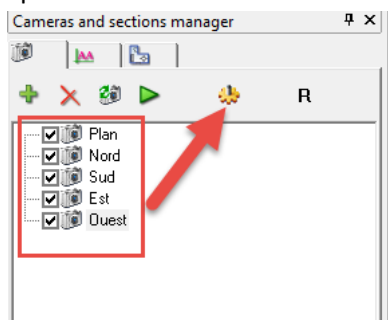 Cameras and sections manager
R
Plan
Nord
Sud
Est
Ouest